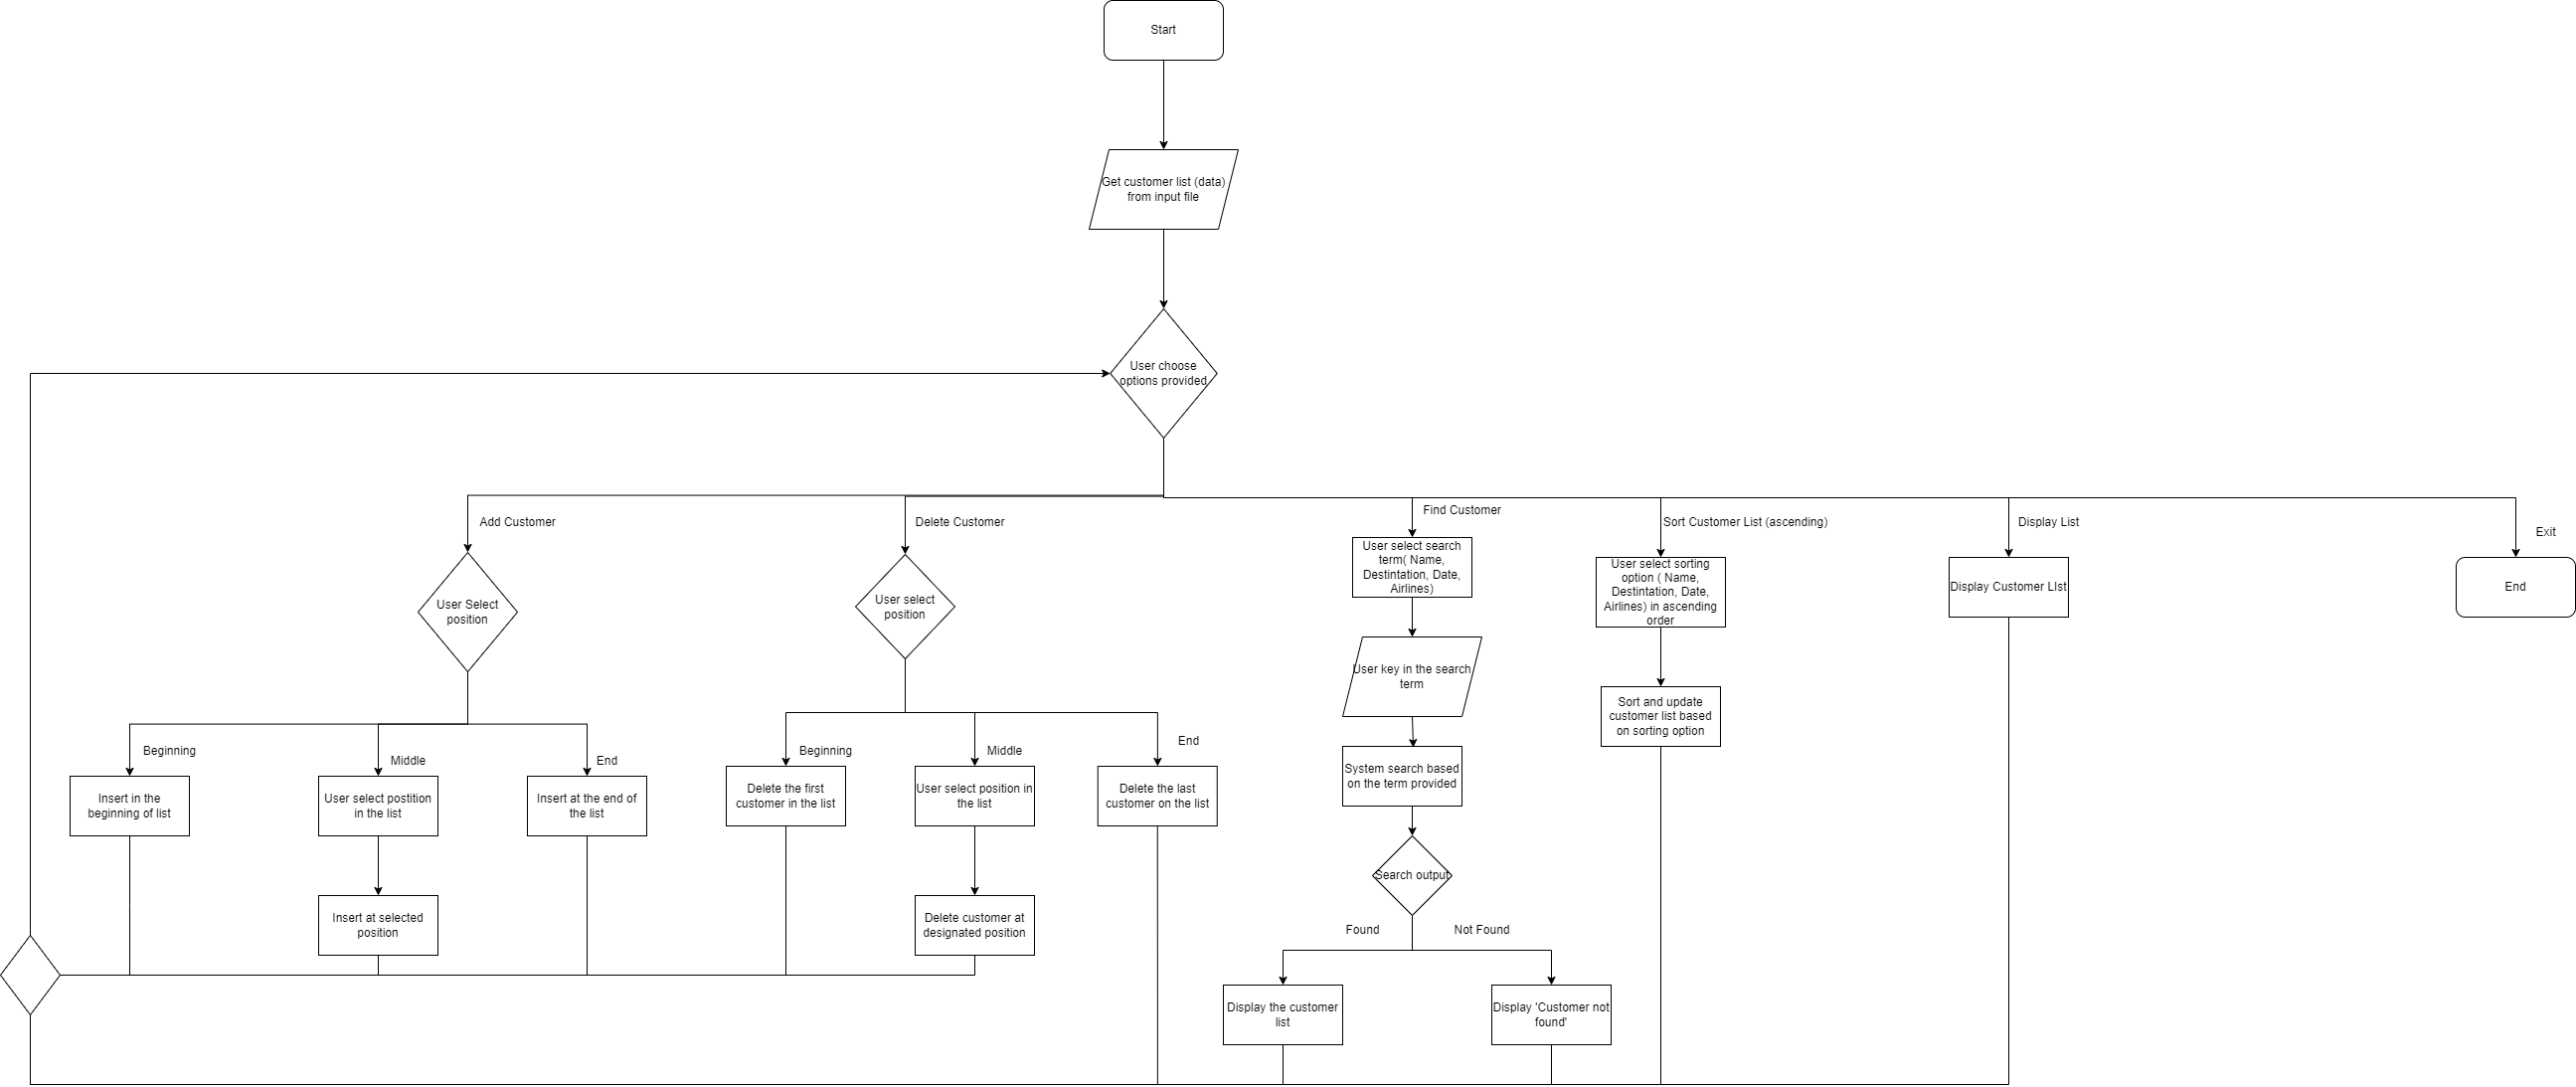 Start
Get customer list (data)
from input file
User choose
options provided
Add Customer
Delete Customer
Find Customer
Sort Customer List (ascending)
Display List
Exit
User Select
position
User select
position
User select search
term( Name,
Destintation, Date,
Airlines)
User select sorting
option ( Name,
Destintation, Date,
Airlines) in ascending
order
Display Customer LIst
End
User key in the search
term
Sort and update
customer list based
on sorting option
Beginning
Middle
End
Beginning
Middle
End
Insert in the
beginning of list
User select postition
in the list
Insert at the end of
the list
Delete the first
customer in the list
User select position in
the list
Delete the last
customer on the list
System search based
on the term provided
Search output
Insert at selected
position
Delete customer at
designated position
Found
Not Found
Display the customer
list
Display 'Customer not
found'